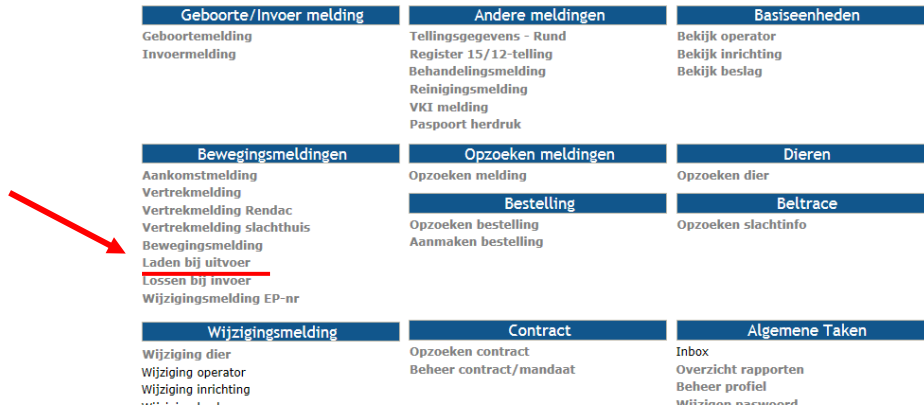 Geboorte/Invoer melding
Geboortemelding
Invoermelding
Andere meldingen
Tellingsgegevens - Rund
Register 15/12-telling
Behandelingsmelding
Reinigingsmelding
VKI melding
Paspoort herdruk
Basiseenheden
Bekijk operator
Bekijk inrichting
Bekijk beslag
Bewegingsmeldingen
Aankomstmelding
Vertrekmelding
Vertrekmelding Rendac
Vertrekmelding slachthuis
Bewegingsmelding
Laden bij uitvoer
Lossen bij invoer
Wijzigingsmelding EP-nr
Opzoeken meldingen
Opzoeken melding
Bestelling
Opzoeken bestelling
Aanmaken bestelling
Dieren
Opzoeken dier
Beltrace
Opzoeken slachtinfo
Wijzigingsmelding
Wijziging dier
Wijziging operator
Wijziging inrichting
Contract
Opzoeken contract
Beheer contract/mandaat
Algemene Taken
Inbox
Overzicht rapporten
Beheer profiel
Wijzigen paswoord